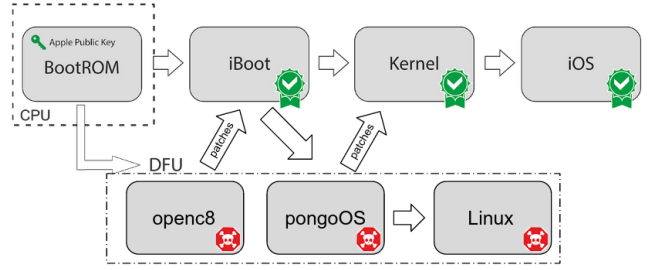 Apple Public Key
BootROM
iBoot
Kernel
iOS
CPU
patches
patches
DFU
openc8
pongoOS
Linux